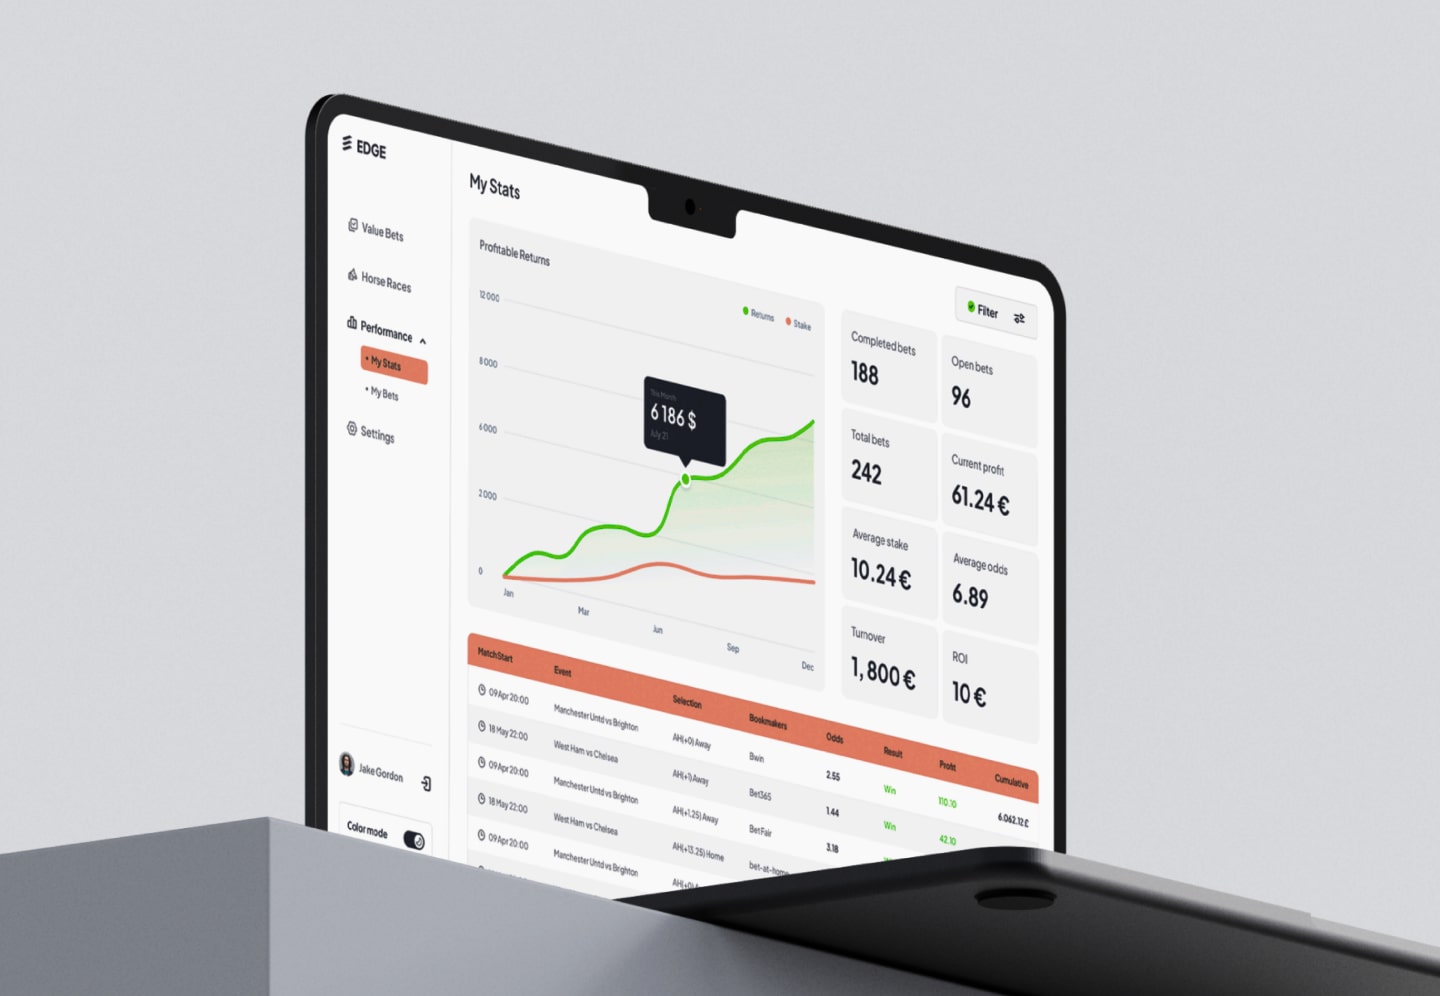 EDGE
Value Bets
Horse Races
Performance
• My Stats
• My Bets
Settings
Jake Gordon
Color mode
My Stats
Filter
Profitable Returns
Returns
Stake
12 000
8 000
6 000
2 000
0
Jan
Mar
Jun
Sep
Dec
This Month
6 186 $
July 21
Completed bets
188
Open bets
96
Total bets
242
Current profit
61.24 €
Average stake
10.24 €
Average odds
6.89
Turnover
1,800 €
ROI
10 €
Match Start Event Selection Bookmakers Odds Result Profit Cumulative
09 Apr 20:00 Manchester Untd vs Brighton AH(+0) Away Bwin 2.55 Win 110.10 6.062.12 £
18 May 22:00 West Ham vs Chelsea AH(+1) Away Bet365 1.44 Win 42.10
09 Apr 20:00 Manchester Untd vs Brighton AH(+1.25) Away BetFair 3.18
18 May 22:00 West Ham vs Chelsea AH(+13.25) Home bet-at-home
09 Apr 20:00 Manchester Untd vs Brighton